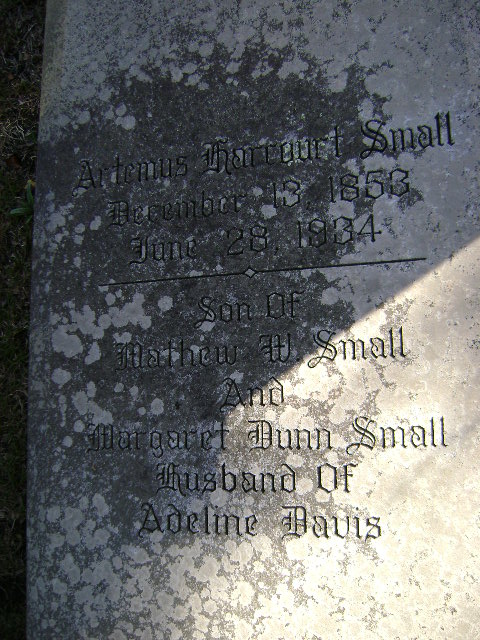 Artemus Harcourt Small
December 13, 1853
June 28, 1934
Son Of
Mathew W. Small
And
Margaret Dunn Small
Husband Of
Adeline Davis